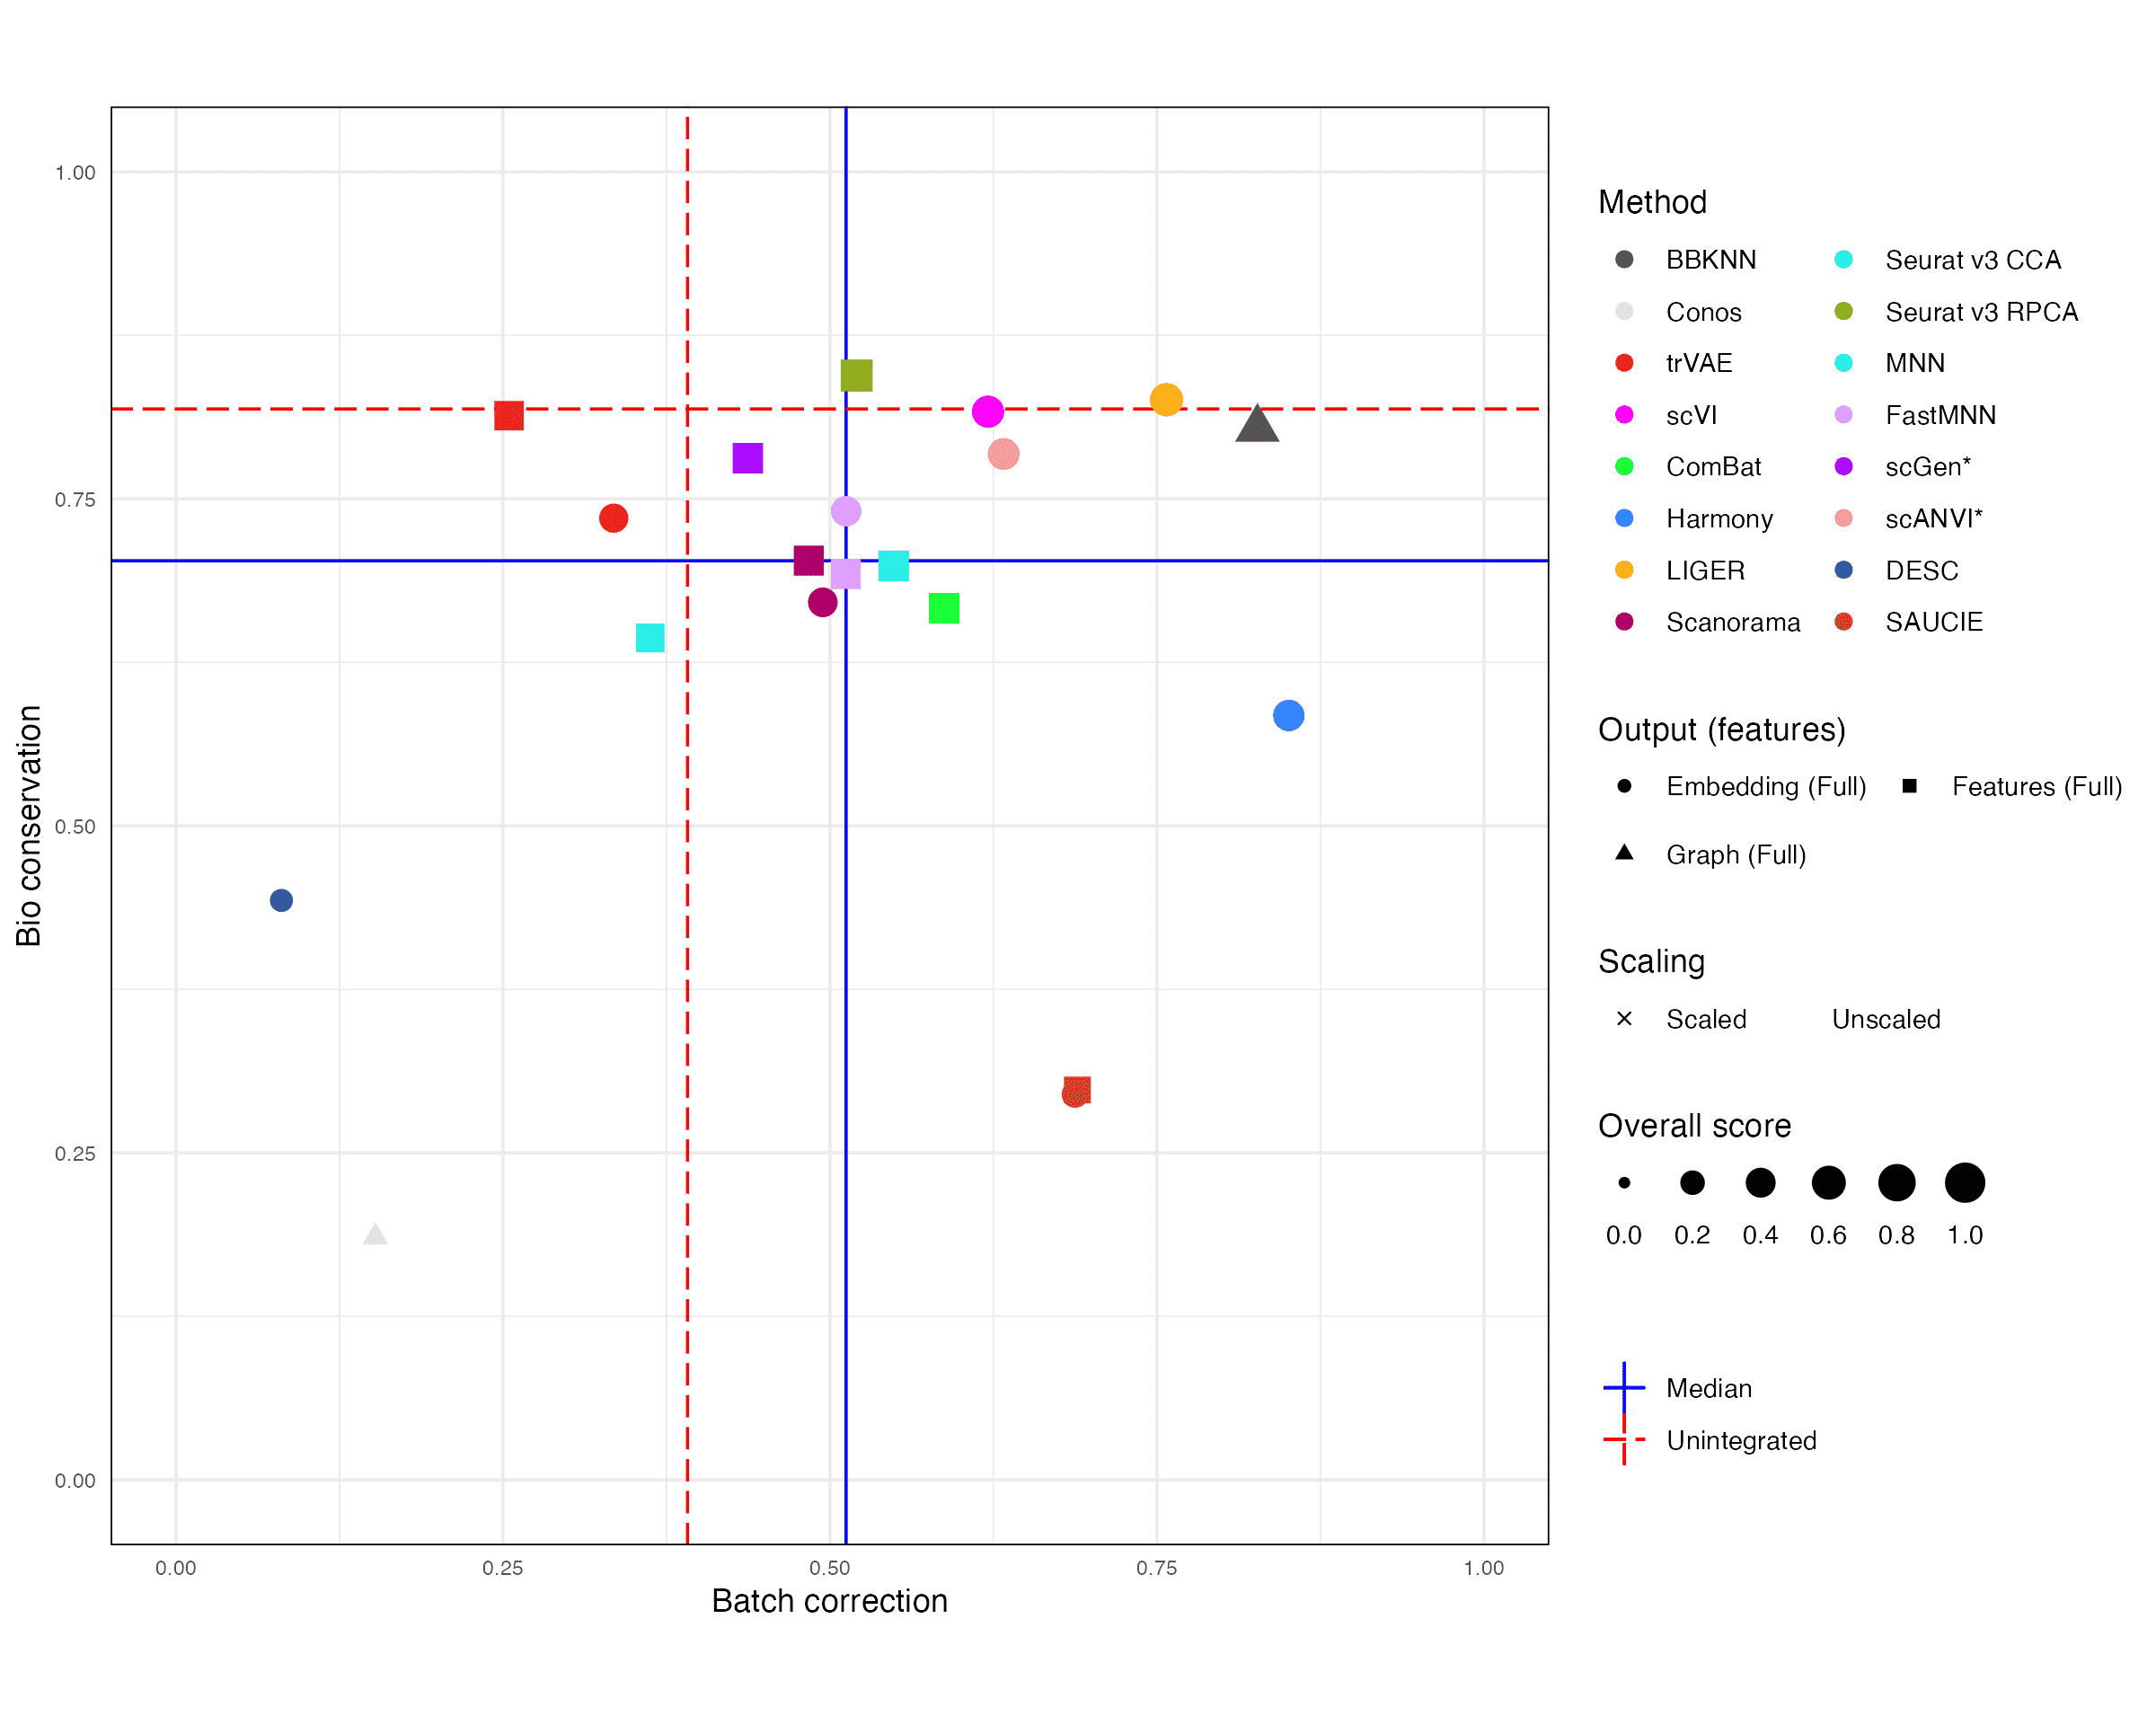 1.00
0.75
0.50
0.25
0.00
Bio conservation
0.00 0.25 0.50 0.75 1.00
Batch correction
Method
BBKNN Seurat v3 CCA
Conos Seurat v3 RPCA
trVAE MNN
scVI FastMNN
ComBat scGen*
Harmony scANVI*
LIGER DESC
Scanorama SAUCIE
Output (features)
Embedding (Full) Features (Full)
Graph (Full)
Scaling
Scaled Unscaled
Overall score
0.0 0.2 0.4 0.6 0.8 1.0
Median
Unintegrated